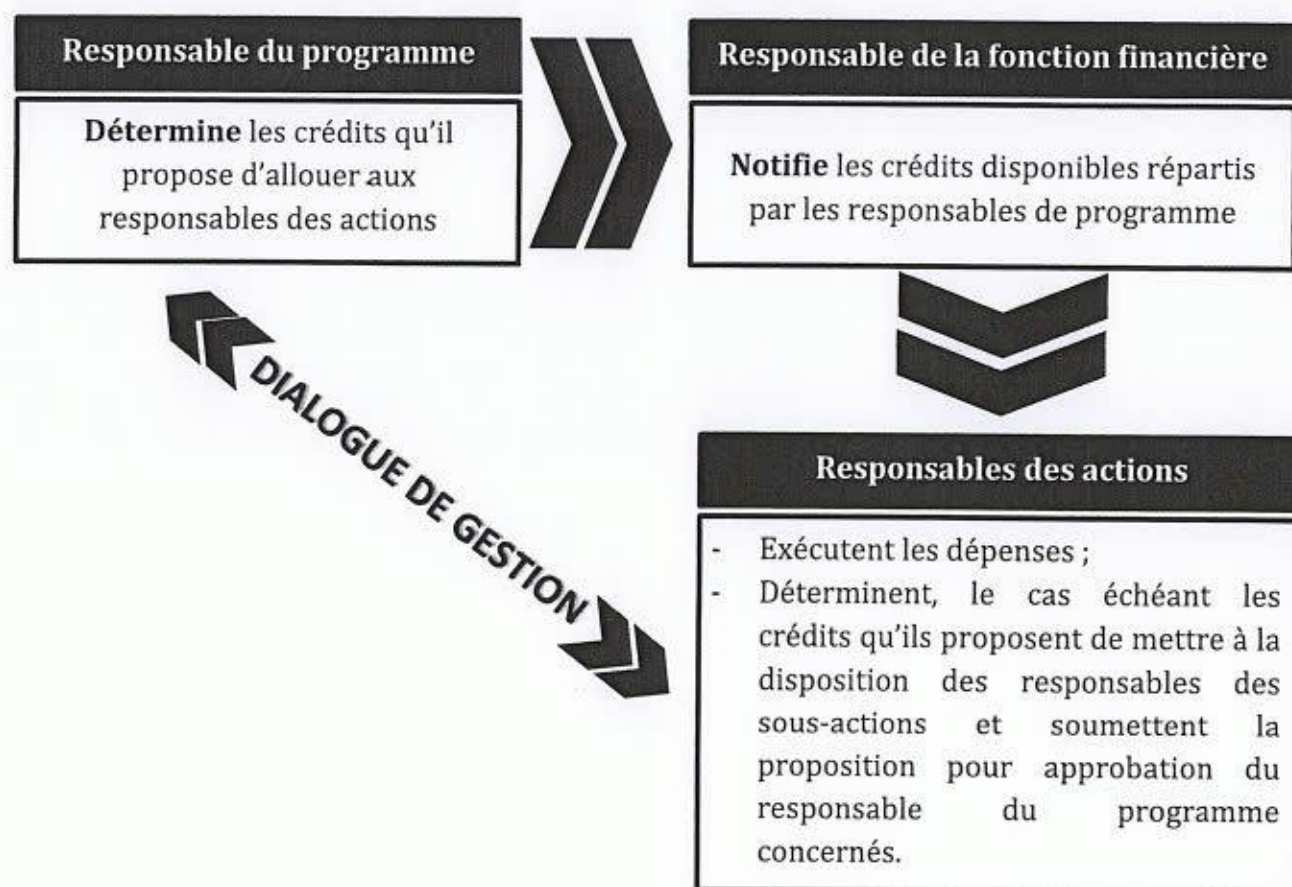 Responsable du programme
Détermine les crédits qu'il
propose d'allouer aux
responsables des actions
Responsable de la fonction financière
Notifie les crédits disponibles répartis
par les responsables de programme
DIALOGUE DE GESTION
Responsables des actions
- Exécutent les dépenses ;
- Déterminent, le cas échéant les
crédits qu'ils proposent de mettre à la
disposition des responsables des
sous-actions et soumettent la
proposition pour approbation du
responsable du programme
concernés.